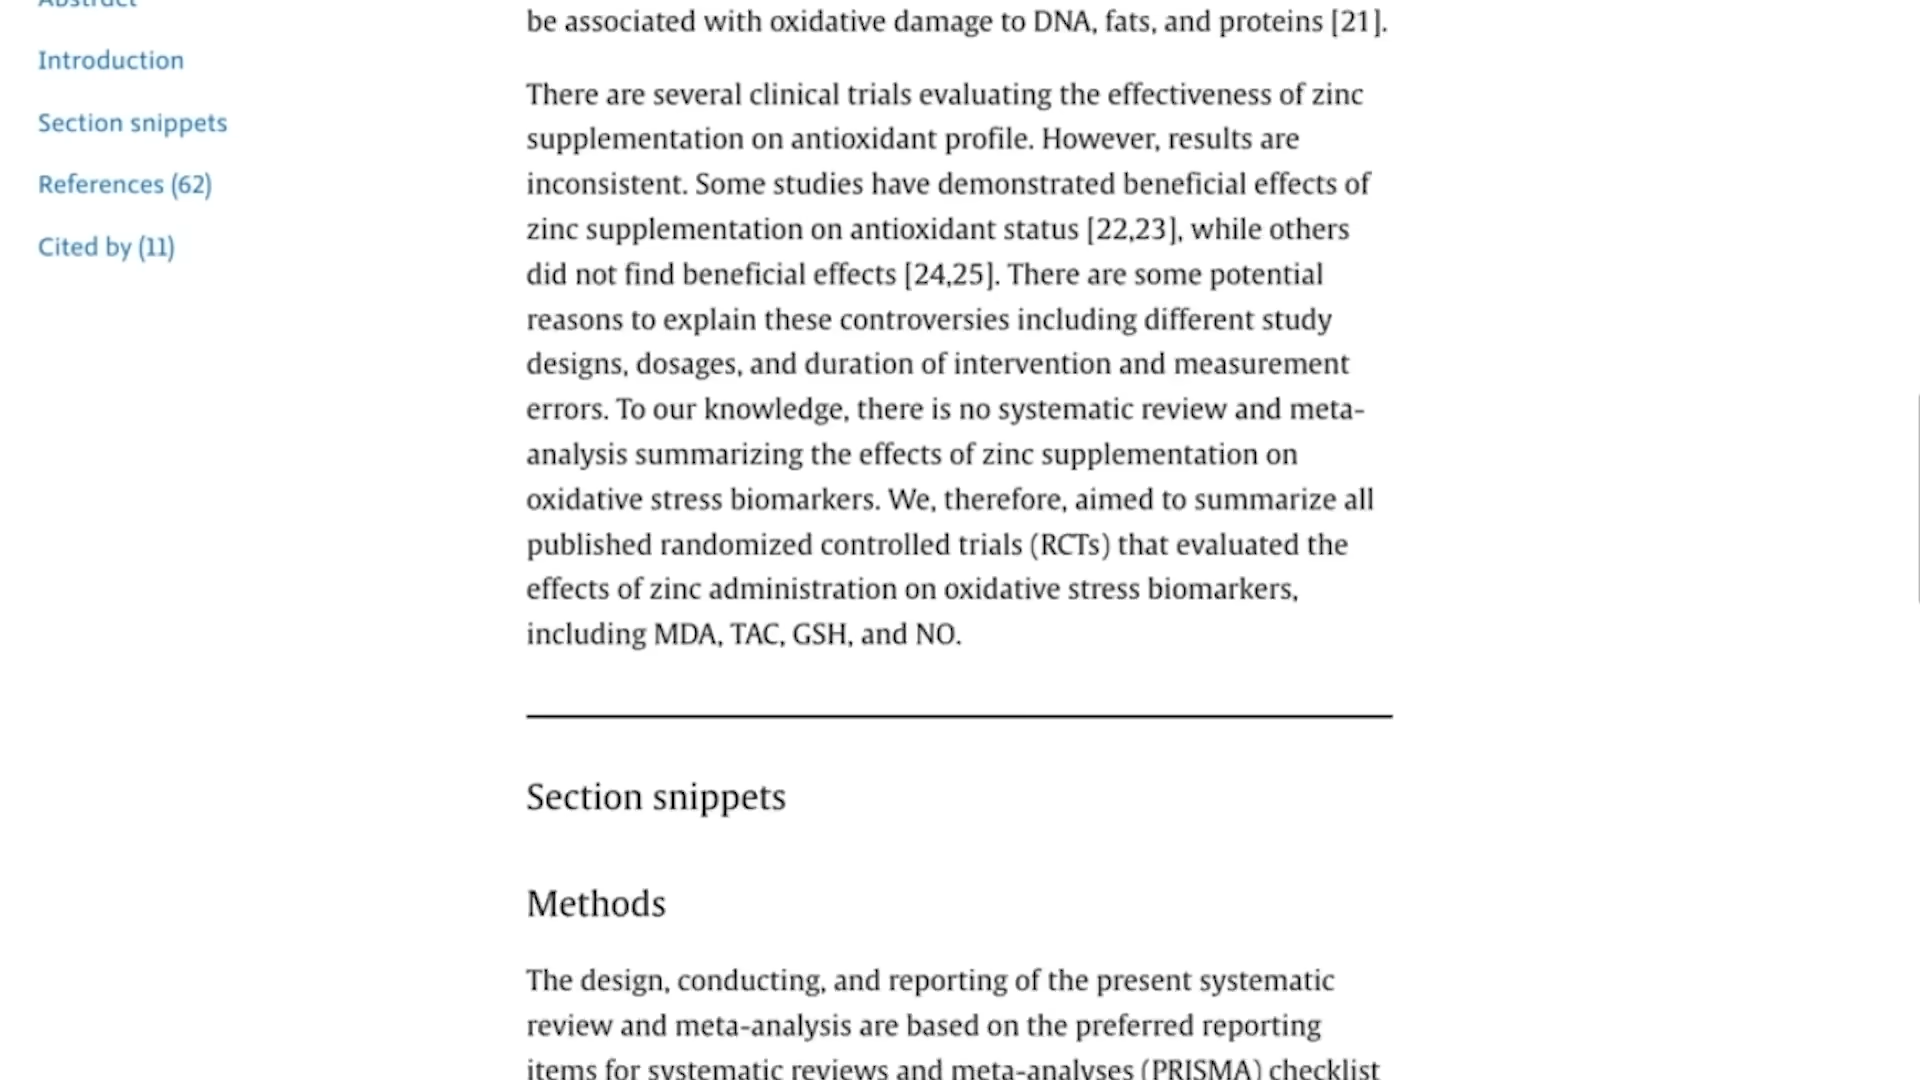 Abstract
Introduction
Section snippets
References (62)
Cited by (11)
be associated with oxidative damage to DNA, fats, and proteins [21].
There are several clinical trials evaluating the effectiveness of zinc
supplementation on antioxidant profile. However, results are
inconsistent. Some studies have demonstrated beneficial effects of
zinc supplementation on antioxidant status [22,23], while others
did not find beneficial effects [24,25]. There are some potential
reasons to explain these controversies including different study
designs, dosages, and duration of intervention and measurement
errors. To our knowledge, there is no systematic review and meta-
analysis summarizing the effects of zinc supplementation on
oxidative stress biomarkers. We, therefore, aimed to summarize all
published randomized controlled trials (RCTs) that evaluated the
effects of zinc administration on oxidative stress biomarkers,
including MDA, TAC, GSH, and NO.
Section snippets
Methods
The design, conducting, and reporting of the present systematic
review and meta-analysis are based on the preferred reporting
items for systematic reviews and meta-analyses (PRISMA) checklist